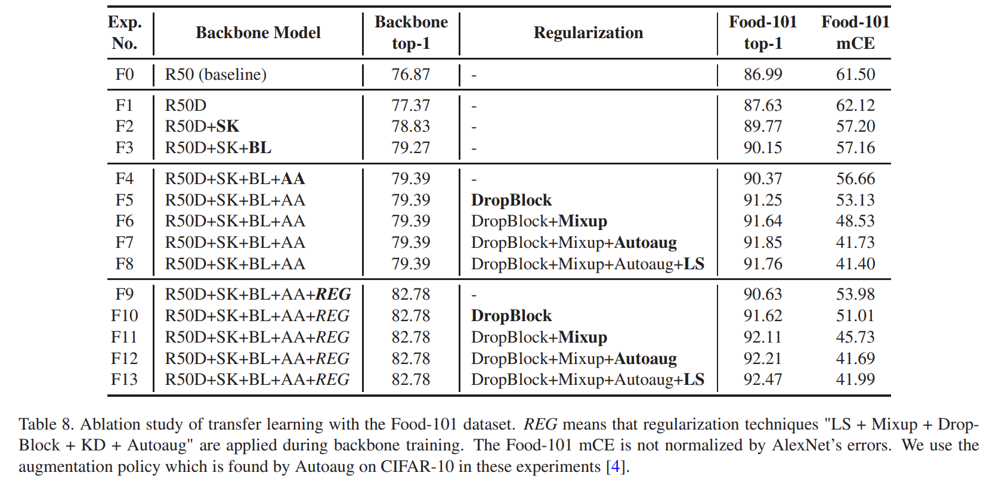 Exp. No. | Backbone Model | Backbone top-1 | Regularization | Food-101 top-1 | Food-101 mCE
F0 | R50 (baseline) | 76.87 | - | 86.99 | 61.50
F1 | R50D | 77.37 | - | 87.63 | 62.12
F2 | R50D+SK | 78.83 | - | 89.77 | 57.20
F3 | R50D+SK+BL | 79.27 | - | 90.15 | 57.16
F4 | R50D+SK+BL+AA | 79.39 | - | 90.37 | 56.66
F5 | R50D+SK+BL+AA | 79.39 | DropBlock | 91.25 | 53.13
F6 | R50D+SK+BL+AA | 79.39 | DropBlock+Mixup | 91.64 | 48.53
F7 | R50D+SK+BL+AA | 79.39 | DropBlock+Mixup+Autoaug | 91.85 | 41.73
F8 | R50D+SK+BL+AA | 79.39 | DropBlock+Mixup+Autoaug+LS | 91.76 | 41.40
F9 | R50D+SK+BL+AA+REG | 82.78 | - | 90.63 | 53.98
F10 | R50D+SK+BL+AA+REG | 82.78 | DropBlock | 91.62 | 51.01
F11 | R50D+SK+BL+AA+REG | 82.78 | DropBlock+Mixup | 92.11 | 45.73
F12 | R50D+SK+BL+AA+REG | 82.78 | DropBlock+Mixup+Autoaug | 92.21 | 41.69
F13 | R50D+SK+BL+AA+REG | 82.78 | DropBlock+Mixup+Autoaug+LS | 92.47 | 41.99
Table 8. Ablation study of transfer learning with the Food-101 dataset. REG means that regularization techniques "LS + Mixup + Drop-
Block + KD + Autoaug" are applied during backbone training. The Food-101 mCE is not normalized by AlexNet's errors. We use the
augmentation policy which is found by Autoaug on CIFAR-10 in these experiments [4].